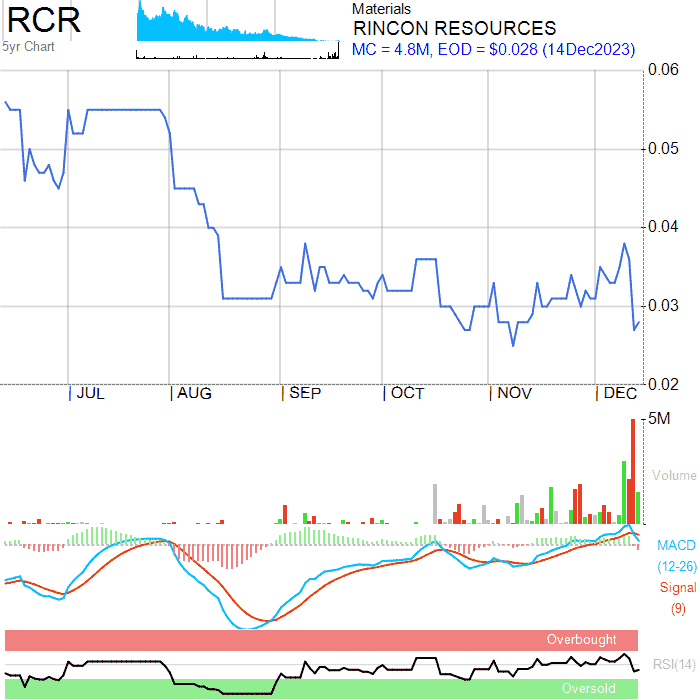 RCR
5yr Chart
Materials
RINCON RESOURCES
MC = 4.8M, EOD = $0.028 (14Dec2023)
0.06
0.05
0.04
0.03
0.02
JUL AUG SEP OCT NOV DEC
5M
Volume
MACD
(12-26)
Signal
(9)
Overbought
RSI(14)
Oversold